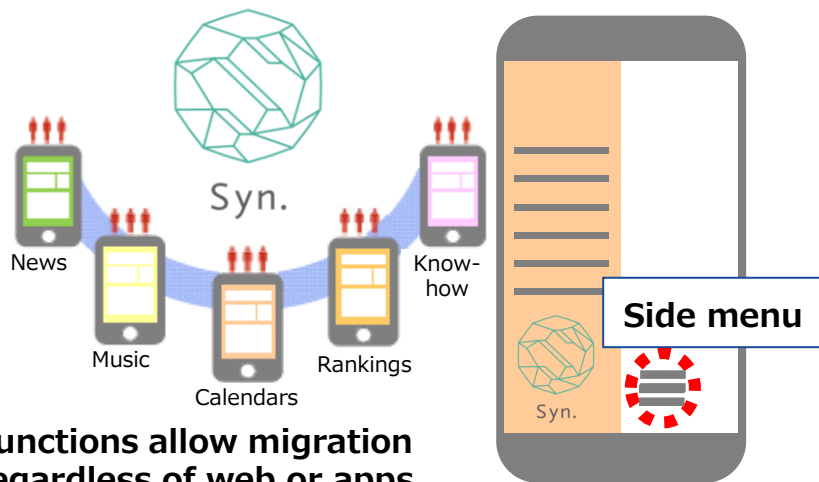 Syn.
News
Music
Calendars
Rankings
Know-
how
Side menu
Syn.
unctions allow migration
egardless of web or apps